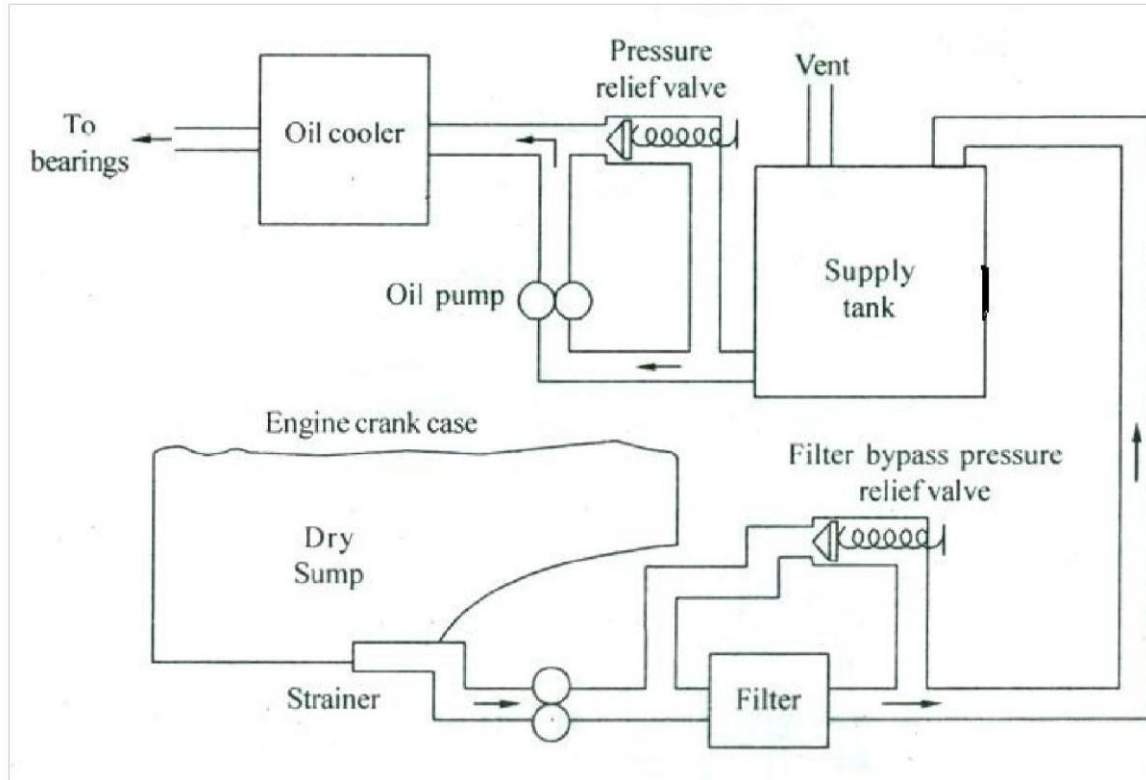 Pressure
relief valve
Vent
To
bearings
Oil cooler
Supply
tank
Oil pump
Engine crank case
Filter bypass pressure
relief valve
Dry
Sump
Strainer
Filter